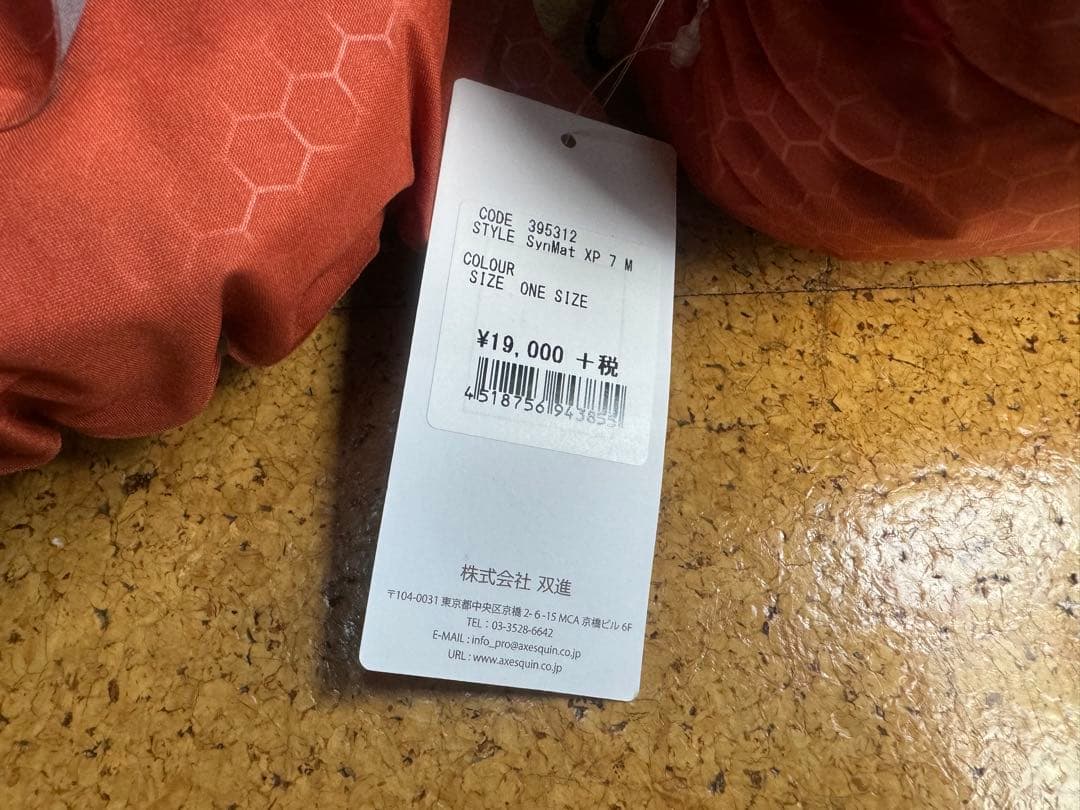 CODE 395312
STYLE SynMat XP 7 M
COLOUR
SIZE ONE SIZE
¥19,000 +税
4518756943855
株式会社 双進
〒104-0031 東京都中央区京橋 2-6-15 MCA 京橋ビル 6F
TEL : 03-3528-6642
E-MAIL : info_pro@axesquin.co.jp
URL : www.axesquin.co.jp